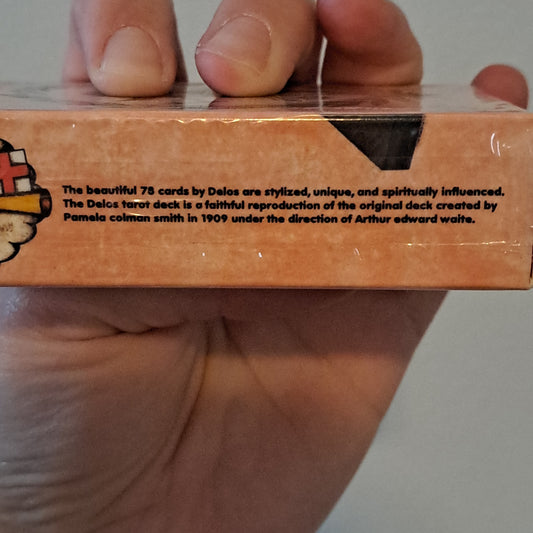 The beautiful 78 cards by Delos are stylized, unique, and spiritually influenced.
The Delos tarot deck is a faithful reproduction of the original deck created by
Pamela colman smith in 1909 under the direction of Arthur edward waite.